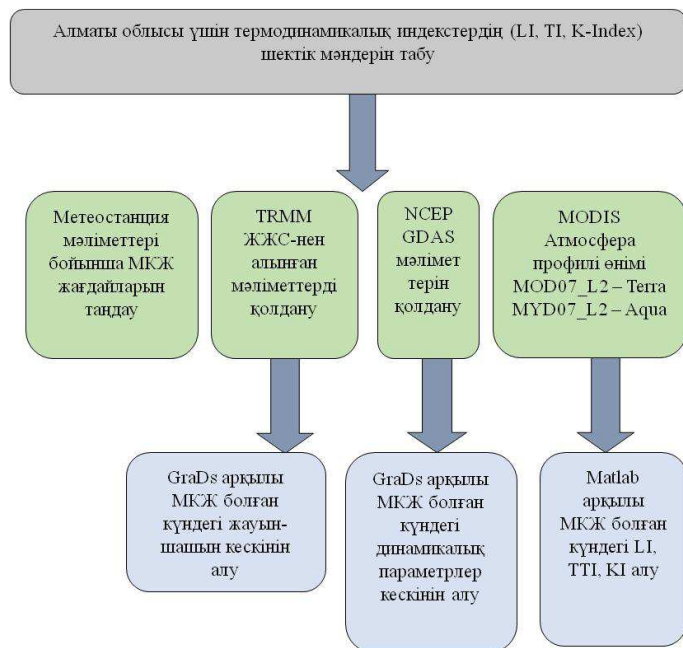 Алматы облысы үшін термодинамикалық индекстердің (LI, TI, K-Index)
шектік мәндерін табу
Метеостанция
мәліметтері
бойынша МКЖ
жағдайларын
таңдау
TRMM
ЖЖС-нен
алынған
мәліметтерді
қолдану
NCEP
GDAS
мәлімет
терін
қолдану
MODIS
Атмосфера
профилі өнімі
MOD07_L2 – Terra
MYD07_L2 – Aqua
GraDs арқылы
МКЖ болған
күндегі жауын-
шашын кескінін
алу
GraDs арқылы
МКЖ болған
күндегі
динамикалық
параметрлер
кескінін алу
Matlab
арқылы
МКЖ болған
күндегі LI,
TTI, KI алу